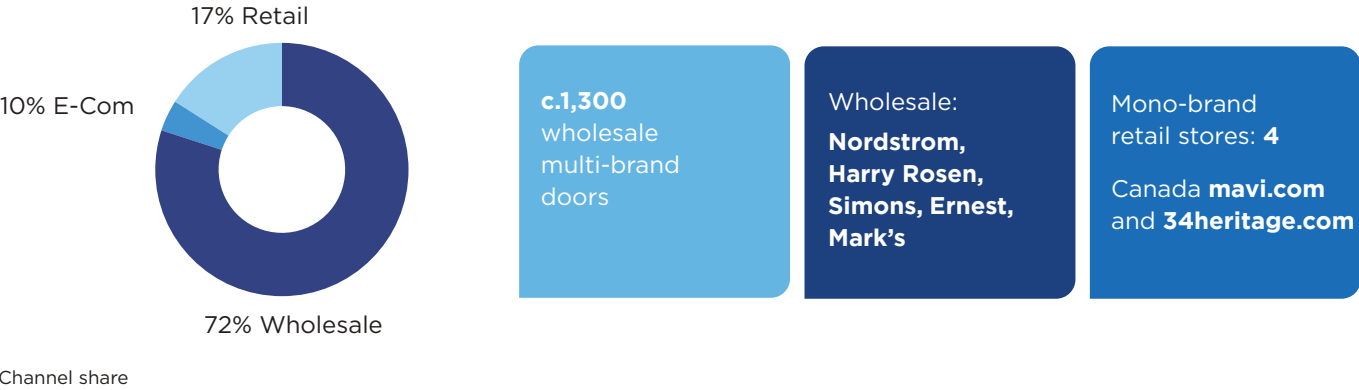 17% Retail
10% E-Com
72% Wholesale
Channel share
c.1,300
wholesale
multi-brand
doors
Wholesale:
Nordstrom,
Harry Rosen,
Simons, Ernest,
Mark’s
Mono-brand
retail stores: 4
Canada mavi.com
and 34heritage.com